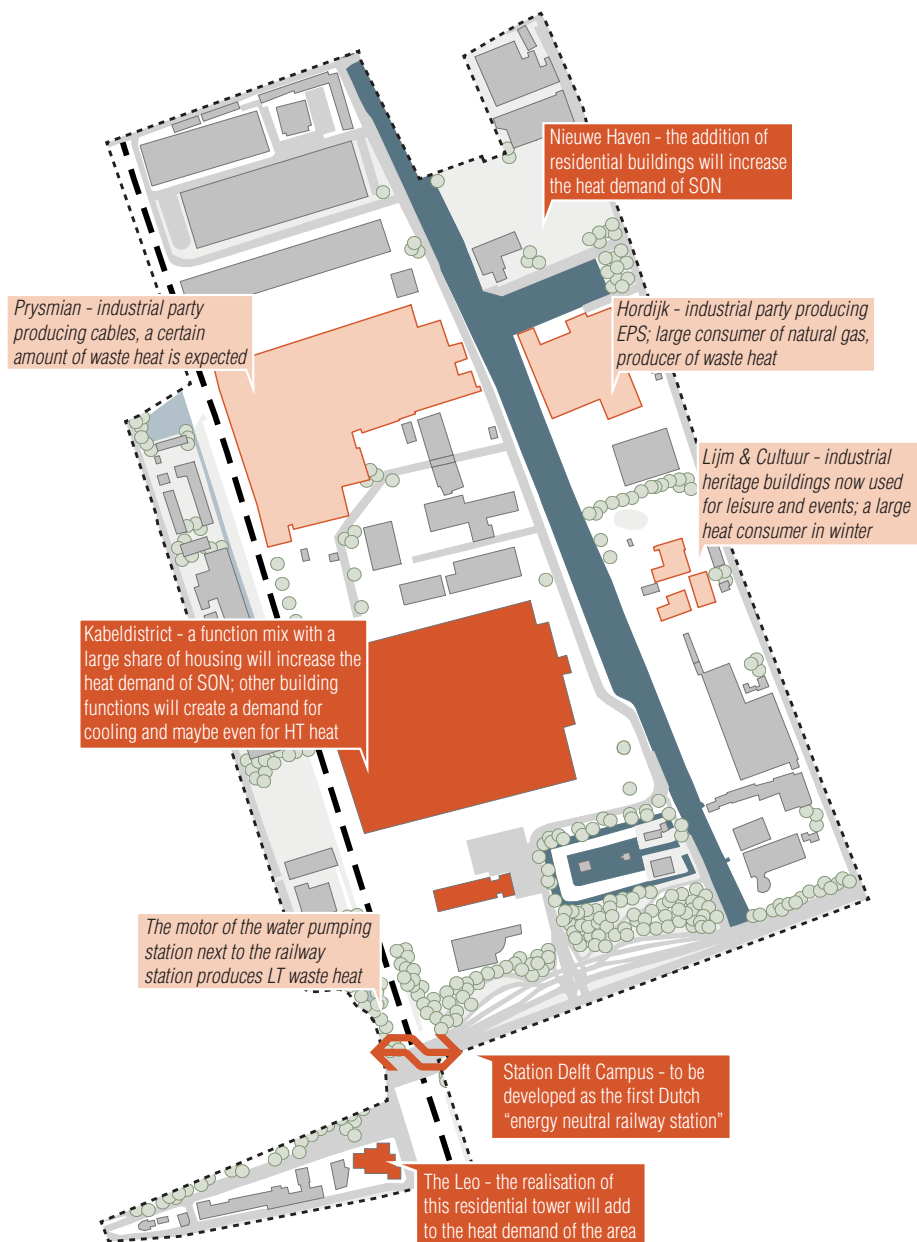 Nieuwe Haven - the addition of
residential buildings will increase
the heat demand of SON
Prysmian - industrial party
producing cables, a certain
amount of waste heat is expected
Hordijk - industrial party producing
EPS; large consumer of natural gas,
producer of waste heat
Lijm & Cultuur - industrial
heritage buildings now used
for leisure and events; a large
heat consumer in winter
Kabeldistrict - a function mix with a
large share of housing will increase the
heat demand of SON; other building
functions will create a demand for
cooling and maybe even for HT heat
The motor of the water pumping
station next to the railway
station produces LT waste heat
Station Delft Campus - to be
developed as the first Dutch
“energy neutral railway station”
The Leo - the realisation of
this residential tower will add
to the heat demand of the area